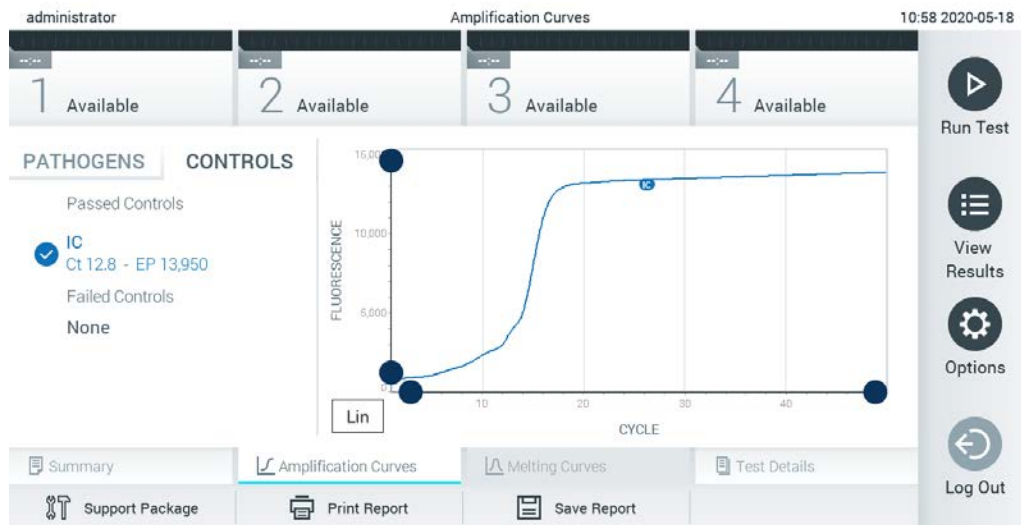 administrator
Amplification Curves
10:58 2020-05-18
--:--
1 Available
--:--
2 Available
--:--
3 Available
--:--
4 Available
Run Test
View
Results
Options
Log Out
PATHOGENS
CONTROLS
Passed Controls
IC
Ct 12.8 - EP 13,950
Failed Controls
None
FLUORESCENCE
15,00
10,000
5,000
0
IC
10
20
30
40
CYCLE
Lin
Summary
Amplification Curves
Melting Curves
Test Details
Support Package
Print Report
Save Report